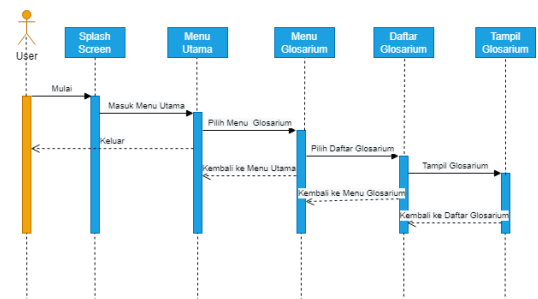 User
Splash
Screen
Menu
Utama
Menu
Glosarium
Daftar
Glosarium
Tampil
Glosarium
Mulai
Masuk Menu Utama
Pilih Menu Glosarium
Keluar
Pilih Daftar Glosarium
Tampil Glosarium
Kembali ke Menu Utama
Kembali ke Menu Glosarium
Kembali ke Daftar Glosarium